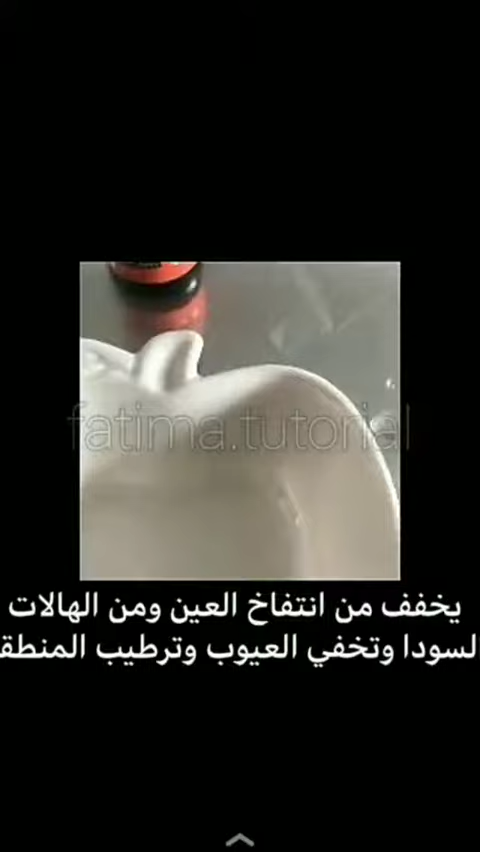 fatima.tutorial
يخفف من انتفاخ العين ومن الهالات
لسودا وتخفي العيوب وترطيب المنطق